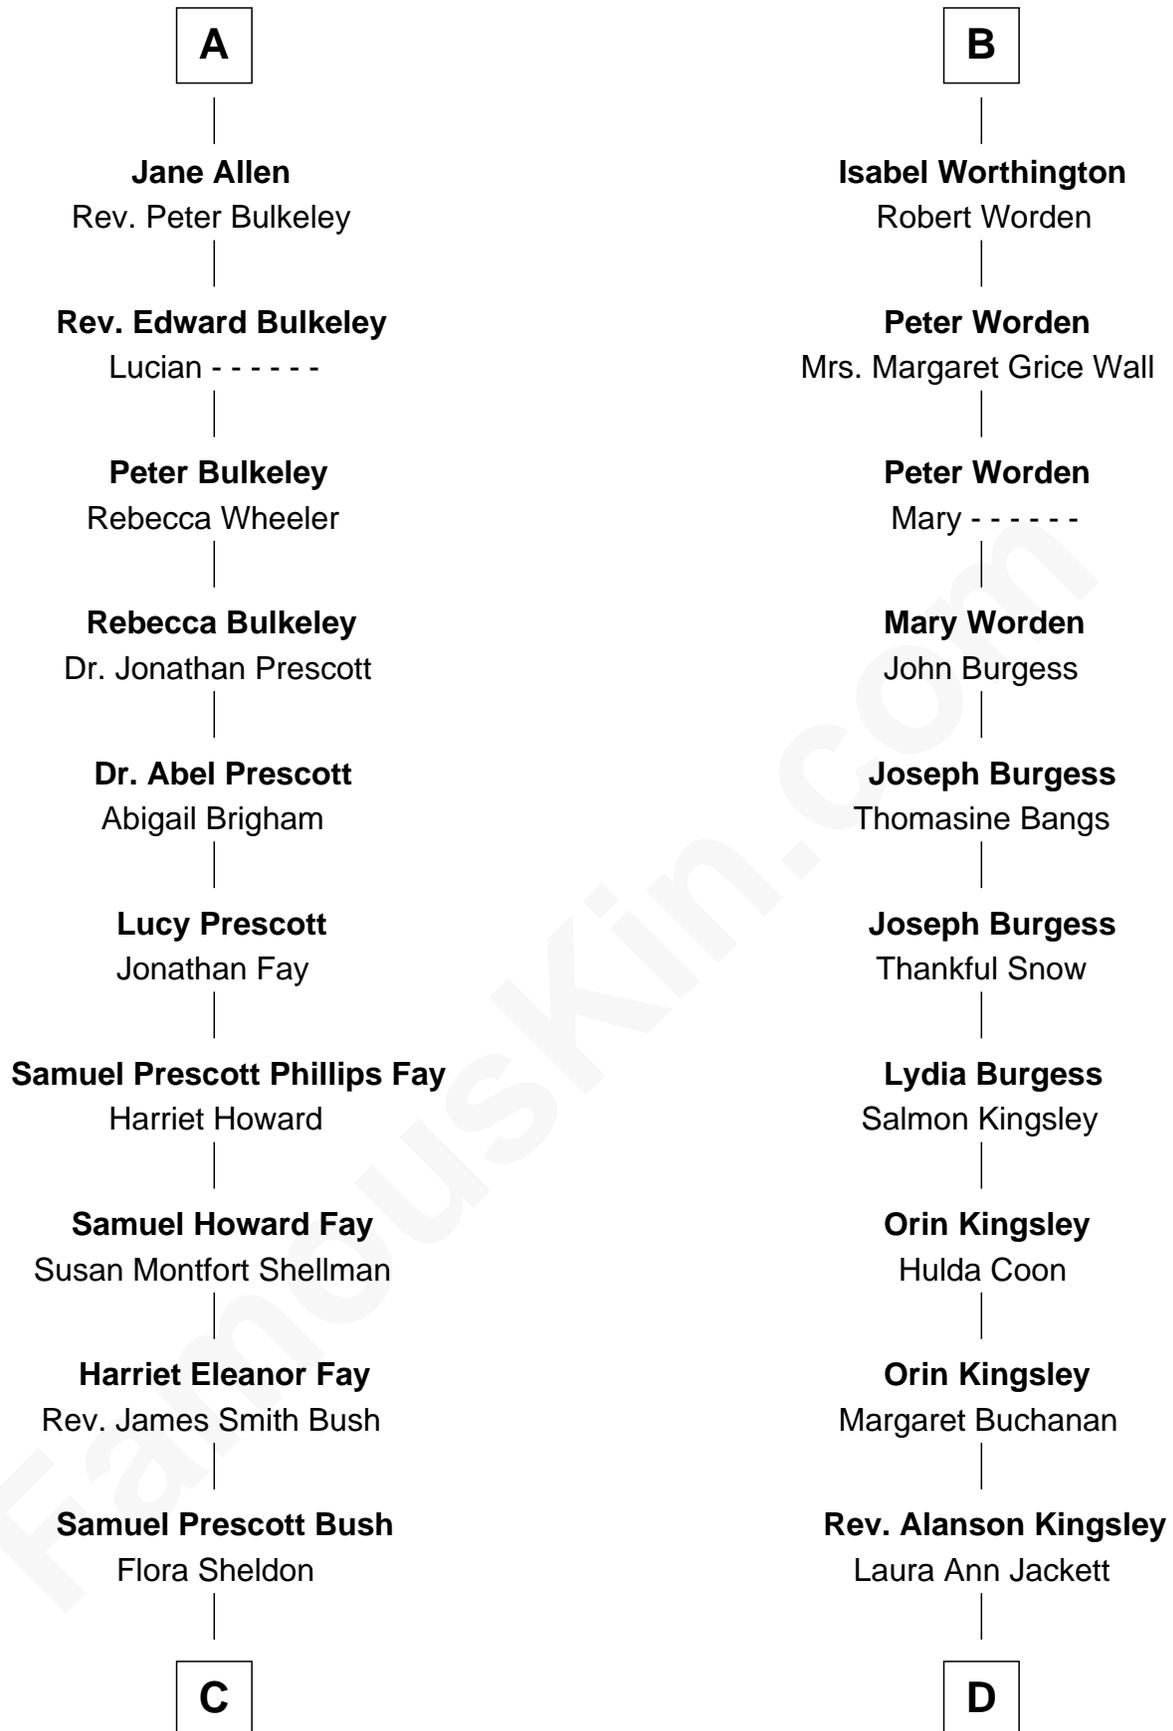 A
Jane Allen
Rev. Peter Bulkeley
Rev. Edward Bulkeley
Lucian - - - - - -
Peter Bulkeley
Rebecca Wheeler
Rebecca Bulkeley
Dr. Jonathan Prescott
Dr. Abel Prescott
Abigail Brigham
Lucy Prescott
Jonathan Fay
Samuel Prescott Phillips Fay
Harriet Howard
Samuel Howard Fay
Susan Montfort Shellman
Harriet Eleanor Fay
Rev. James Smith Bush
Samuel Prescott Bush
Flora Sheldon
C
B
Isabel Worthington
Robert Worden
Peter Worden
Mrs. Margaret Grice Wall
Peter Worden
Mary - - - - - -
Mary Worden
John Burgess
Joseph Burgess
Thomasine Bangs
Joseph Burgess
Thankful Snow
Lydia Burgess
Salmon Kingsley
Orin Kingsley
Hulda Coon
Orin Kingsley
Margaret Buchanan
Rev. Alanson Kingsley
Laura Ann Jackett
D
FamousKin.com